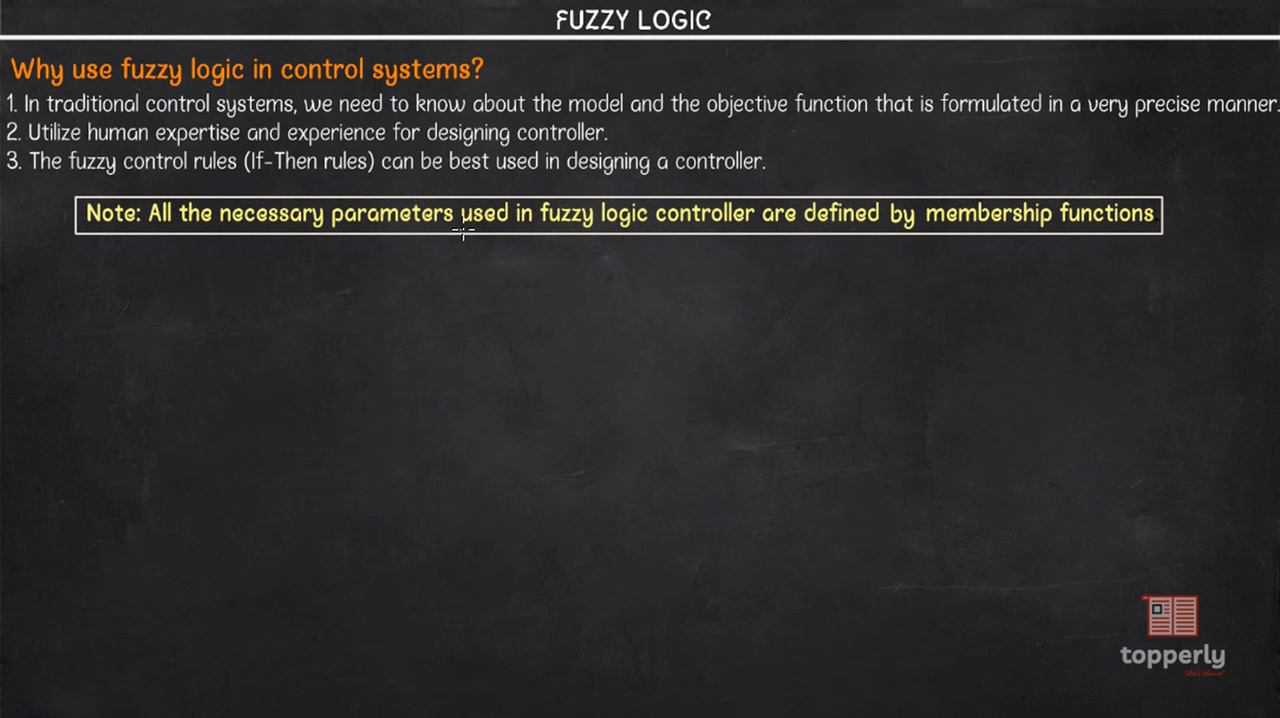 FUZZY LOGIC
Why use fuzzy logic in control systems?
1. In traditional control systems, we need to know about the model and the objective function that is formulated in a very precise manner.
2. Utilize human expertise and experience for designing controller.
3. The fuzzy control rules (If-Then rules) can be best used in designing a controller.
Note: All the necessary parameters used in fuzzy logic controller are defined by membership functions
topperly